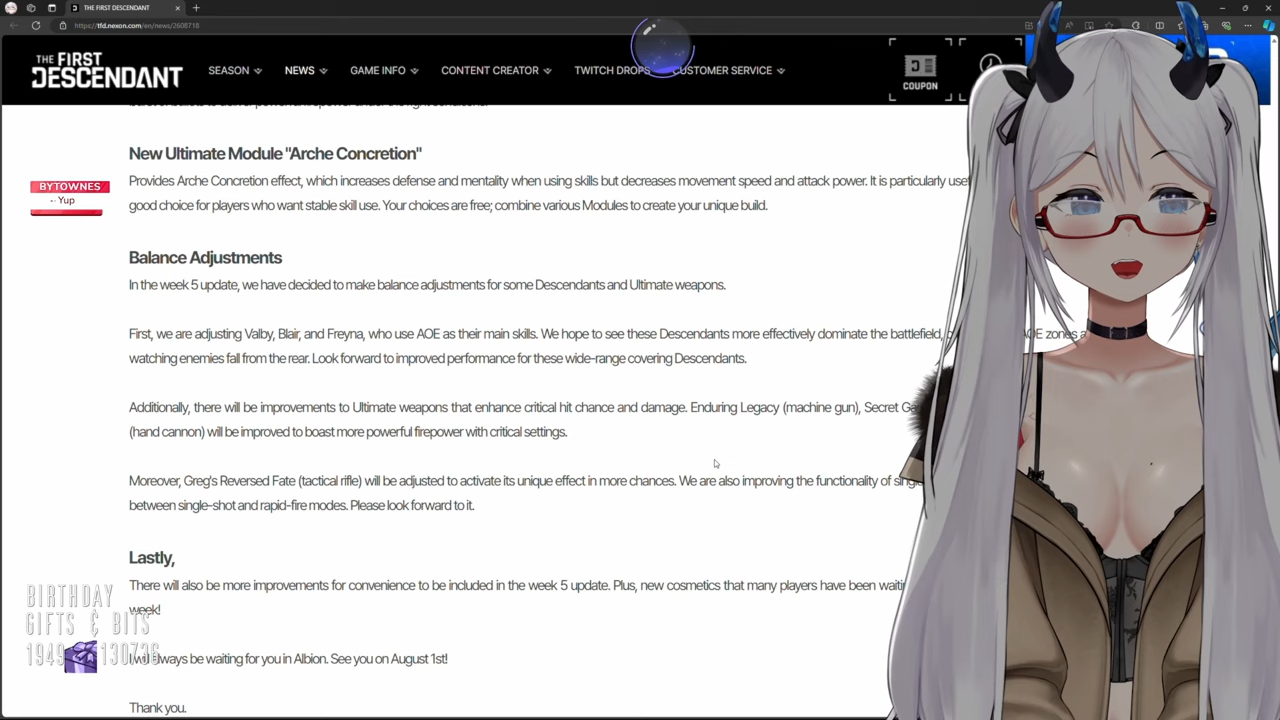 THE FIRST DESCENDANT
https://tfd.nexon.com/en/news/2608718
THE FIRST
DESCENDANT
SEASON
NEWS
GAME INFO
CONTENT CREATOR
TWITCH DROPS
CUSTOMER SERVICE
COUPON
New Ultimate Module "Arche Concretion"
Provides Arche Concretion effect, which increases defense and mentality when using skills but decreases movement speed and attack power. It is particularly
good choice for players who want stable skill use. Your choices are free; combine various Modules to create your unique build.
BYTOWNES
·· Yup
Balance Adjustments
In the week 5 update, we have decided to make balance adjustments for some Descendants and Ultimate weapons.
First, we are adjusting Valby, Blair, and Freyna, who use AOE as their main skills. We hope to see these Descendants more effectively dominate the battlefield, AOE zones
watching enemies fall from the rear. Look forward to improved performance for these wide-range covering Descendants.
Additionally, there will be improvements to Ultimate weapons that enhance critical hit chance and damage. Enduring Legacy (machine gun), Secret
(hand cannon) will be improved to boast more powerful firepower with critical settings.
Moreover, Greg's Reversed Fate (tactical rifle) will be adjusted to activate its unique effect in more chances. We are also improving the functionality of
between single-shot and rapid-fire modes. Please look forward to it.
Lastly,
There will also be more improvements for convenience to be included in the week 5 update. Plus, new cosmetics that many players have been
week!
I will always be waiting for you in Albion. See you on August 1st!
Thank you.
BIRTHDAY
GIFTS & BITS
1949 130736